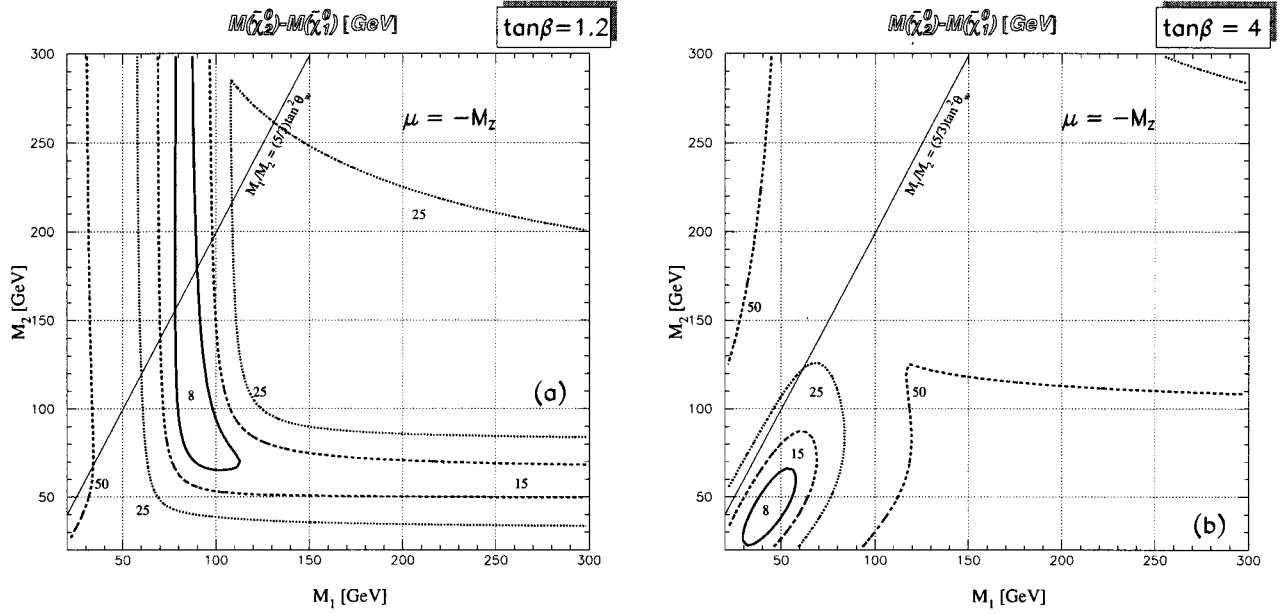 M(χ̃₂⁰)-M(χ̃₁⁰) [GeV]
tanβ=1.2
300
250
200
150
100
50
M₂ [GeV]
μ = −M_Z
M₁/M₂ = (5/3)tan²θ_w
25
25
(a)
8
50
15
25
50
100
150
200
250
300
M₁ [GeV]
M(χ̃₂⁰)-M(χ̃₁⁰) [GeV]
tanβ = 4
300
250
200
150
100
50
M₂ [GeV]
μ = −M_Z
M₁/M₂ = (5/3)tan²θ_w
50
25
50
15
8
(b)
50
100
150
200
250
300
M₁ [GeV]